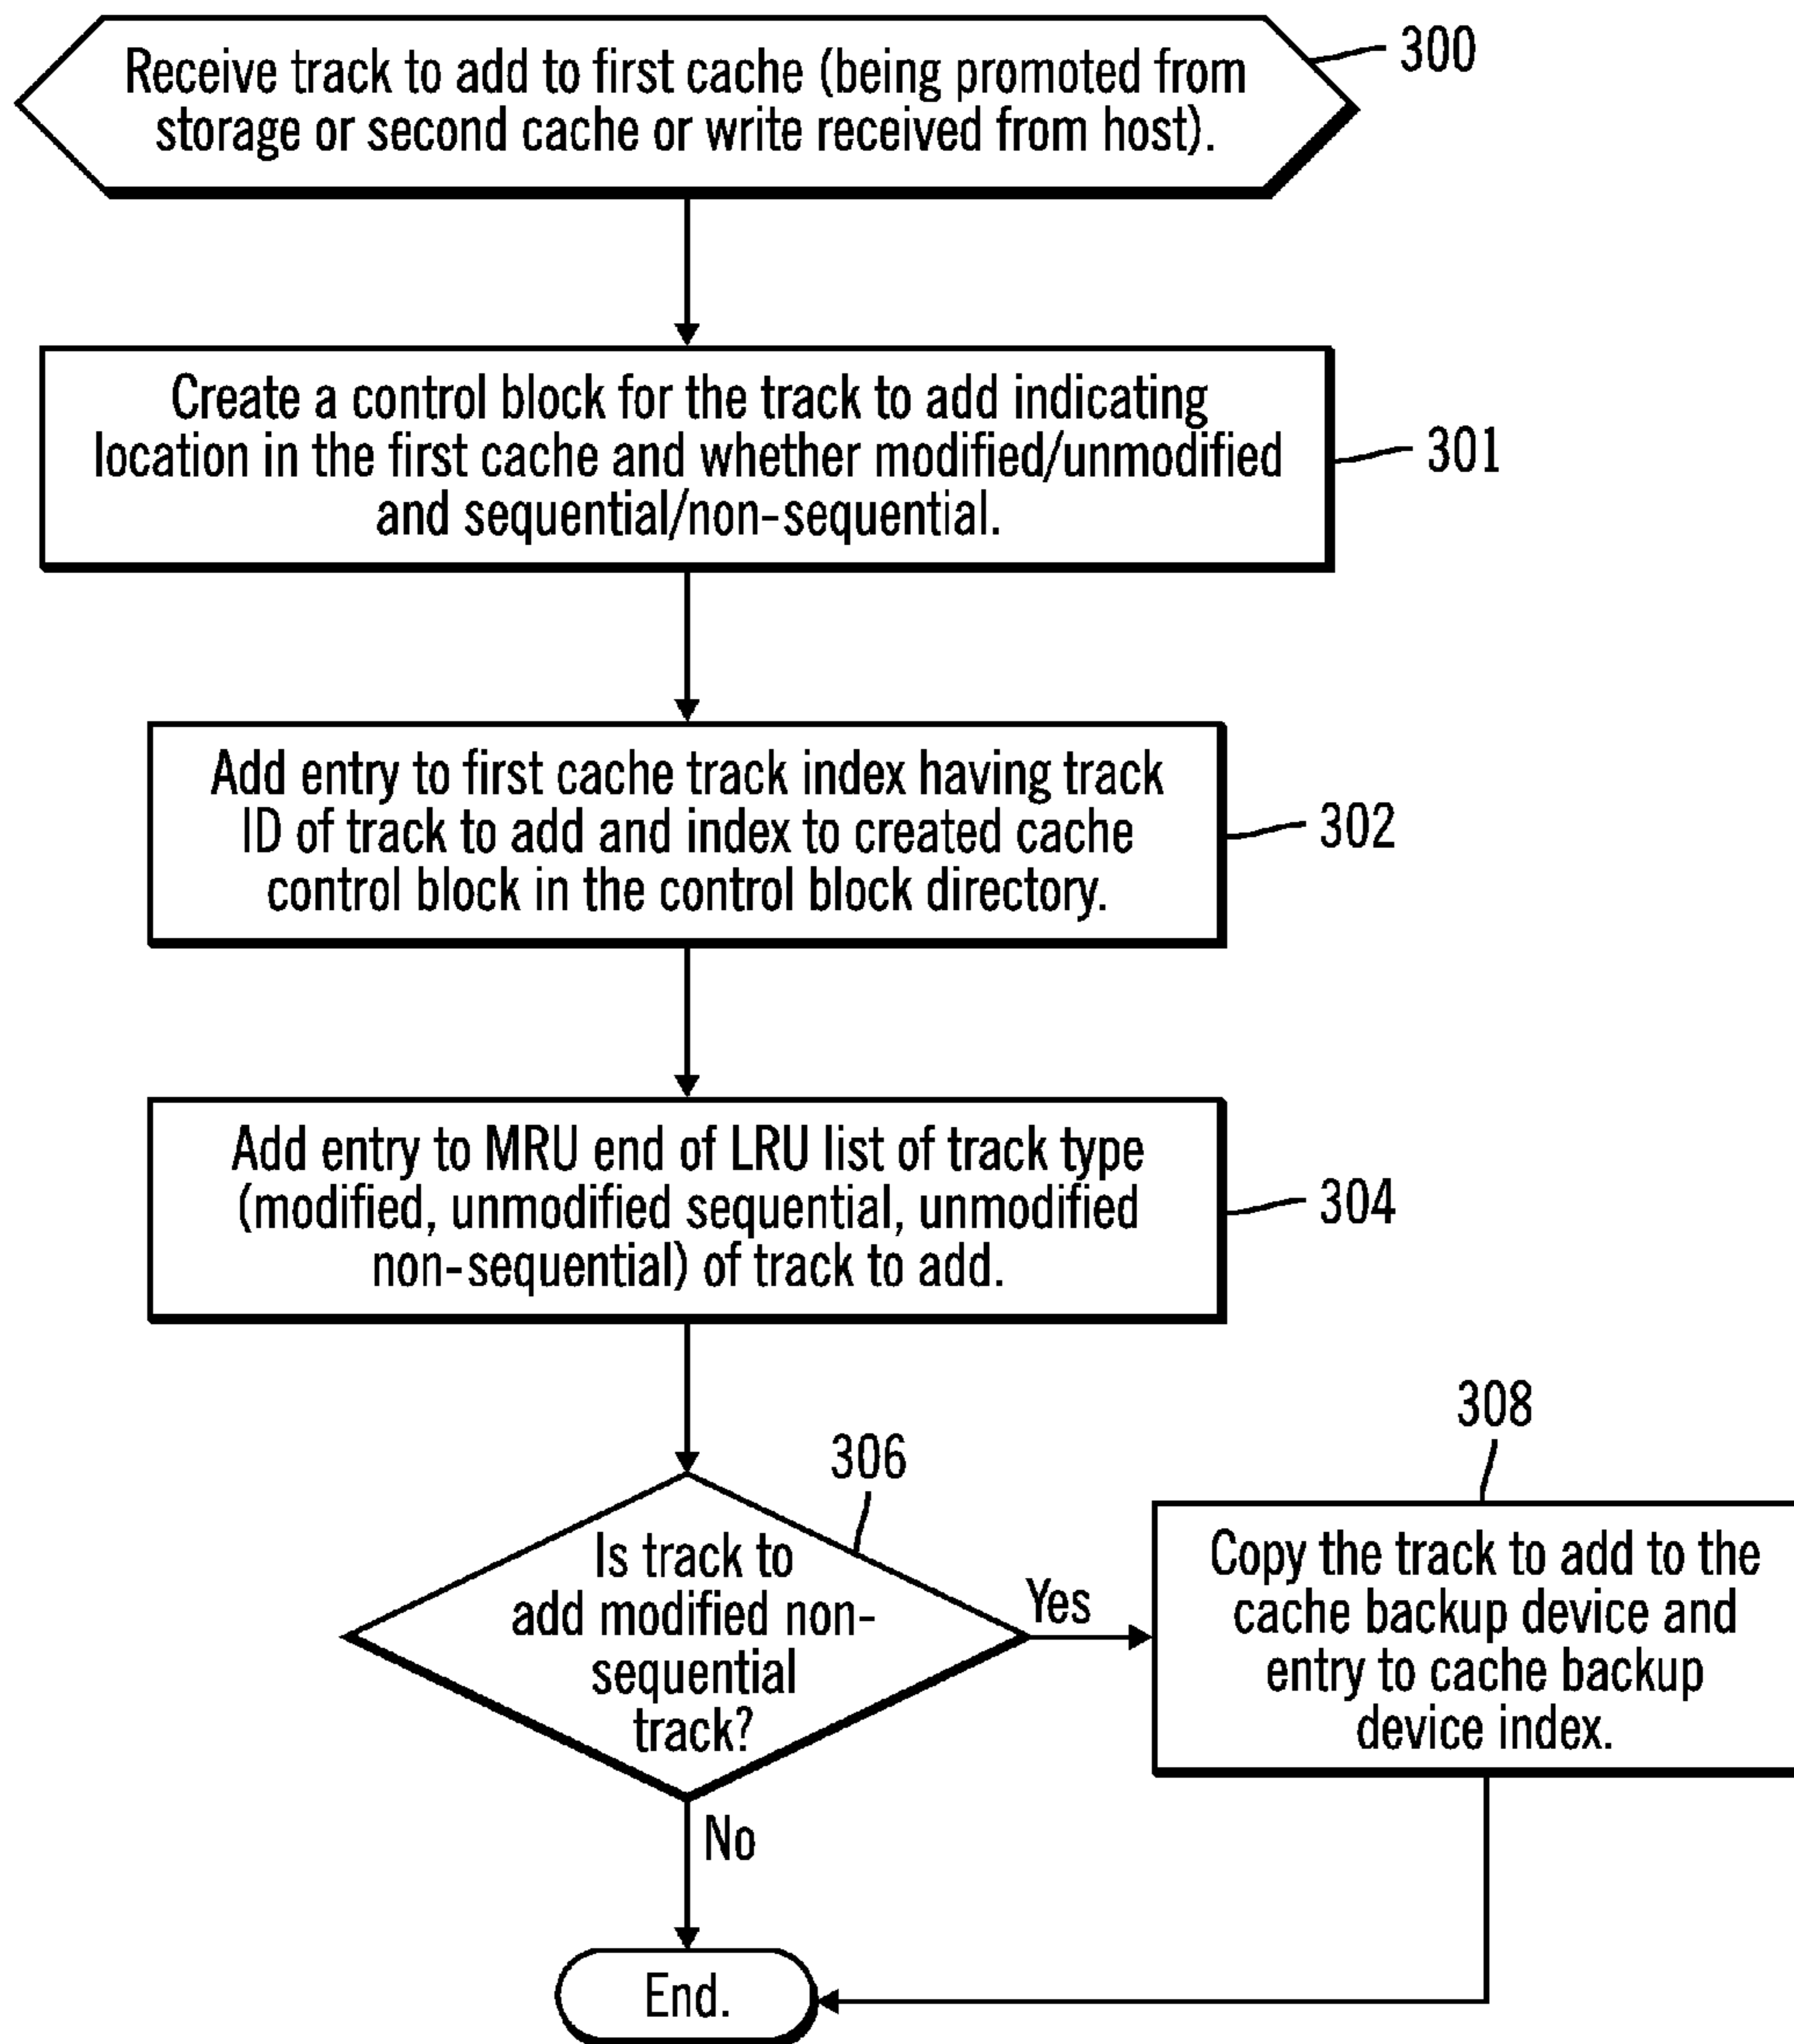 Receive track to add to first cache (being promoted from
storage or second cache or write received from host).
300
Create a control block for the track to add indicating
location in the first cache and whether modified/unmodified
and sequential/non-sequential.
301
Add entry to first cache track index having track
ID of track to add and index to created cache
control block in the control block directory.
302
Add entry to MRU end of LRU list of track type
(modified, unmodified sequential, unmodified
non-sequential) of track to add.
304
306
Is track to
add modified non-
sequential
track?
Yes
308
Copy the track to add to the
cache backup device and
entry to cache backup
device index.
No
End.